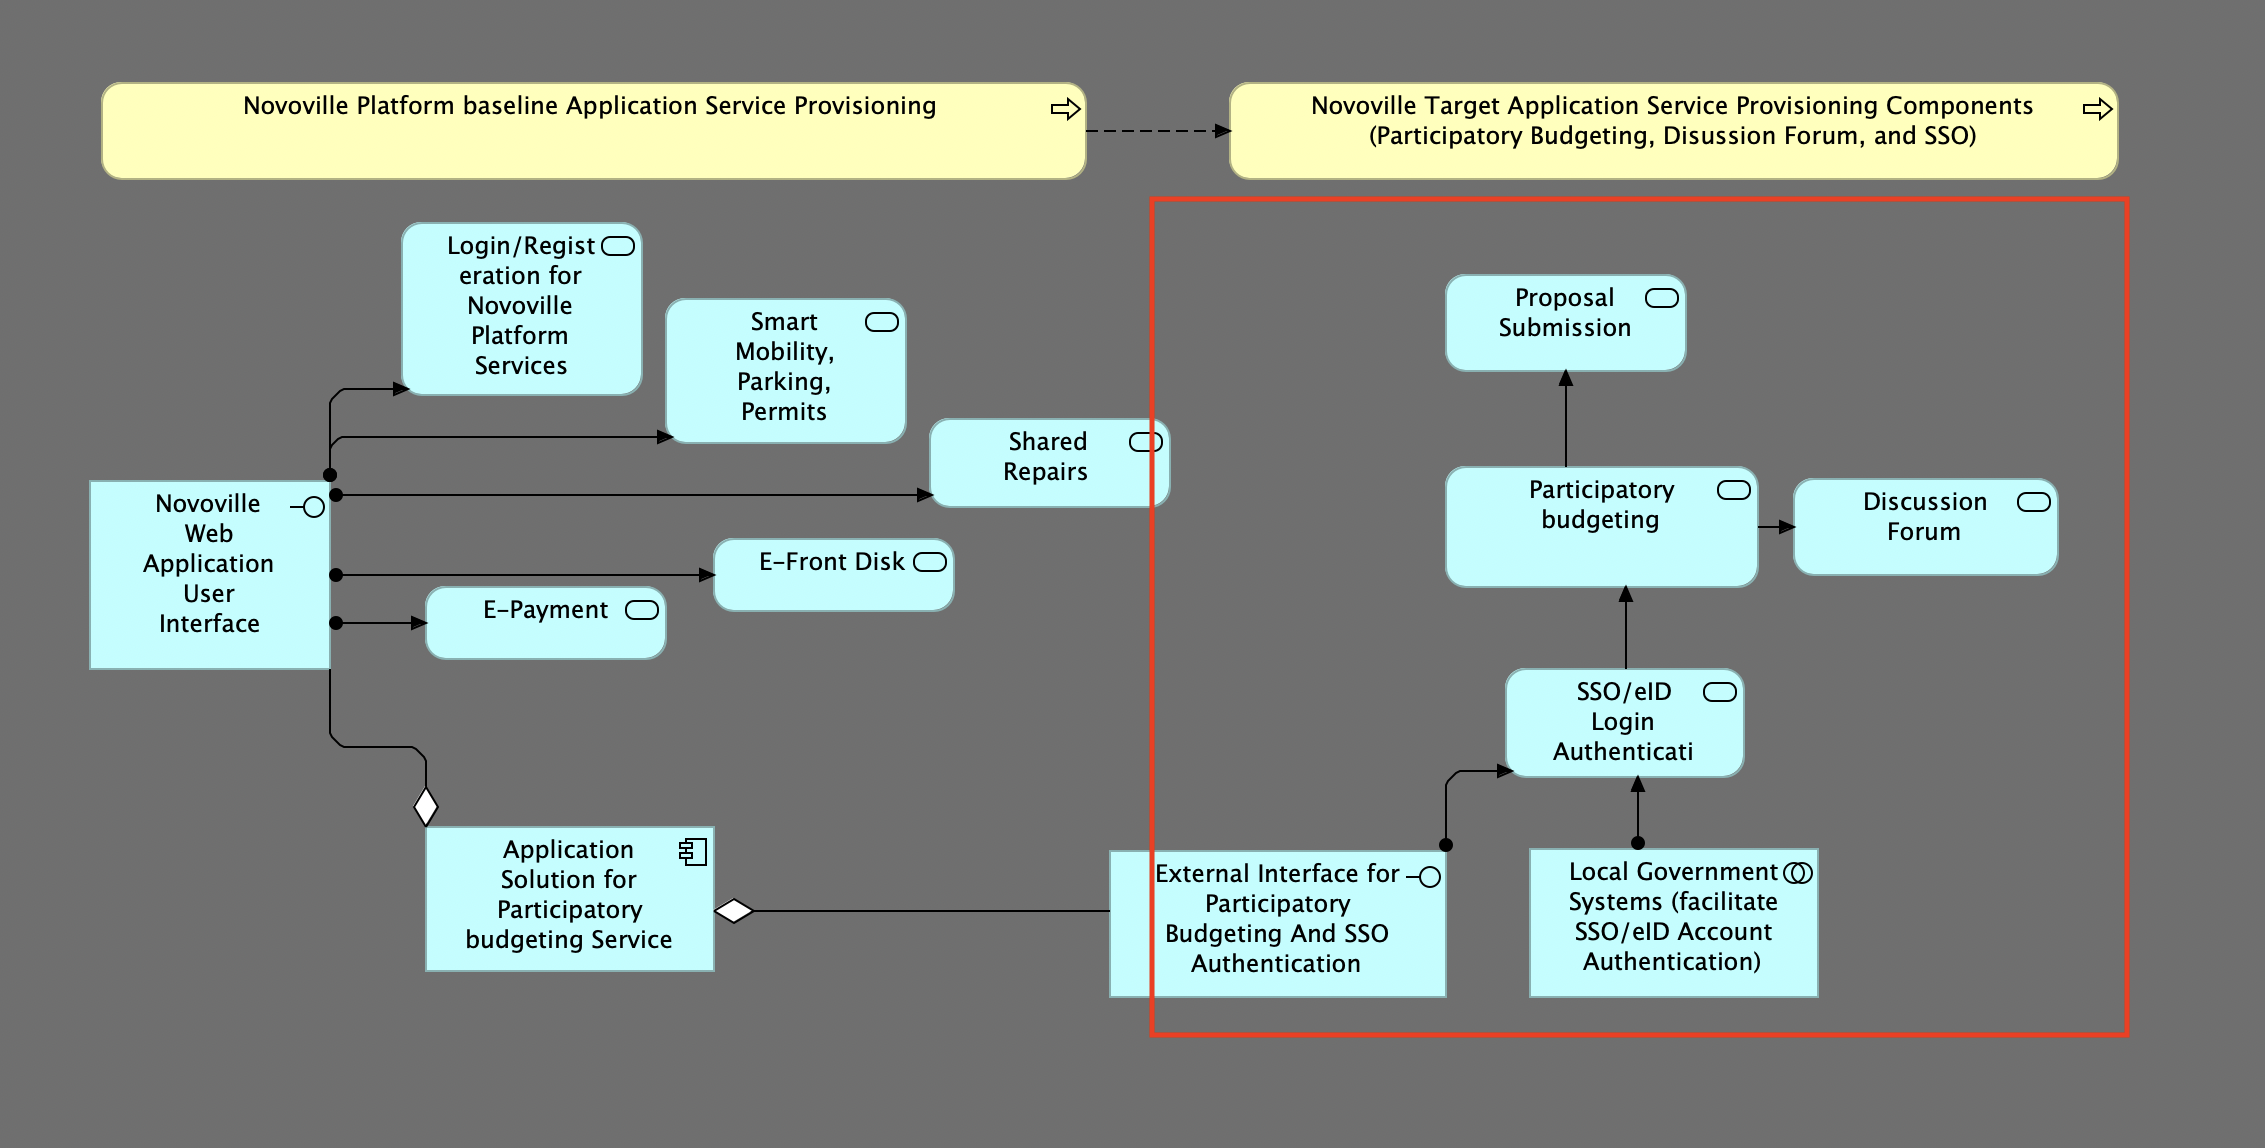 Novoville Platform baseline Application Service Provisioning
Novoville Target Application Service Provisioning Components
(Participatory Budgeting, Disussion Forum, and SSO)
Login/Regist
eration for
Novoville
Platform
Services
Smart
Mobility,
Parking,
Permits
Shared
Repairs
Novoville
Web
Application
User
Interface
E-Front Disk
E-Payment
Application
Solution for
Participatory
budgeting Service
Proposal
Submission
Participatory
budgeting
Discussion
Forum
SSO/eID
Login
Authenticati
External Interface for
Participatory
Budgeting And SSO
Authentication
Local Government
Systems (facilitate
SSO/eID Account
Authentication)